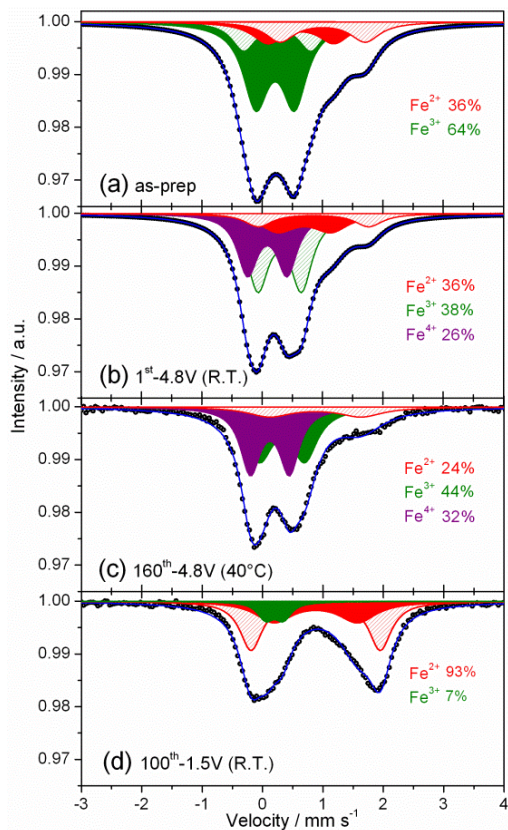 1.00
0.99
0.98
0.97
Fe²⁺ 36%
Fe³⁺ 64%
(a) as-prep
1.00
0.99
0.98
0.97
Fe²⁺ 36%
Fe³⁺ 38%
Fe⁴⁺ 26%
(b) 1ˢᵗ-4.8V (R.T.)
Intensity / a.u.
1.00
0.99
0.98
0.97
Fe²⁺ 24%
Fe³⁺ 44%
Fe⁴⁺ 32%
(c) 160ᵗʰ-4.8V (40°C)
1.00
0.99
0.98
0.97
Fe²⁺ 93%
Fe³⁺ 7%
(d) 100ᵗʰ-1.5V (R.T.)
-3 -2 -1 0 1 2 3 4
Velocity / mm s⁻¹